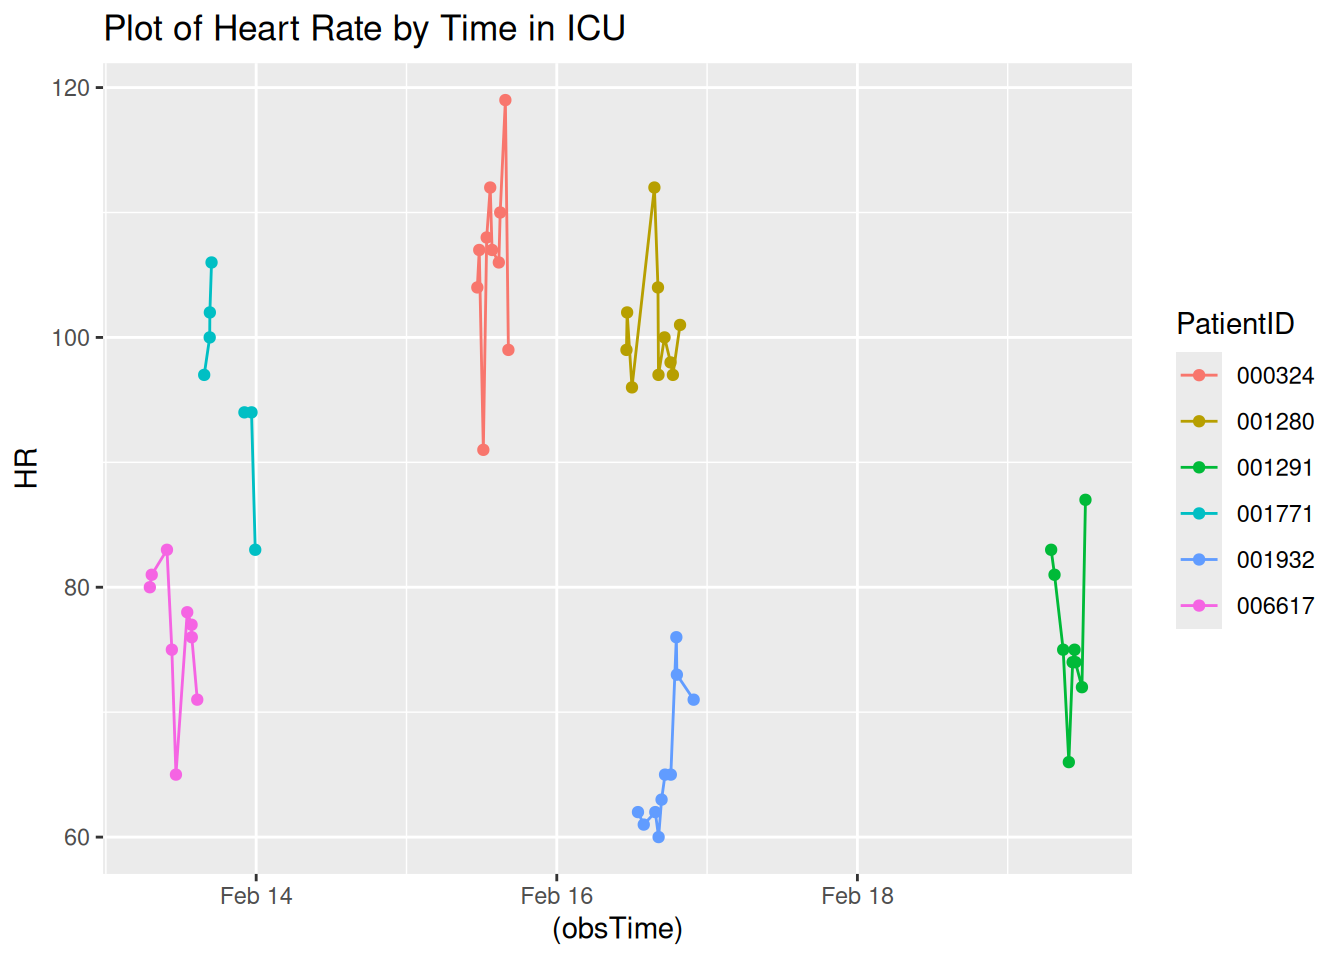 Plot of Heart Rate by Time in ICU
120
100
80
60
HR
Feb 14
Feb 16
Feb 18
(obsTime)
PatientID
000324
001280
001291
001771
001932
006617